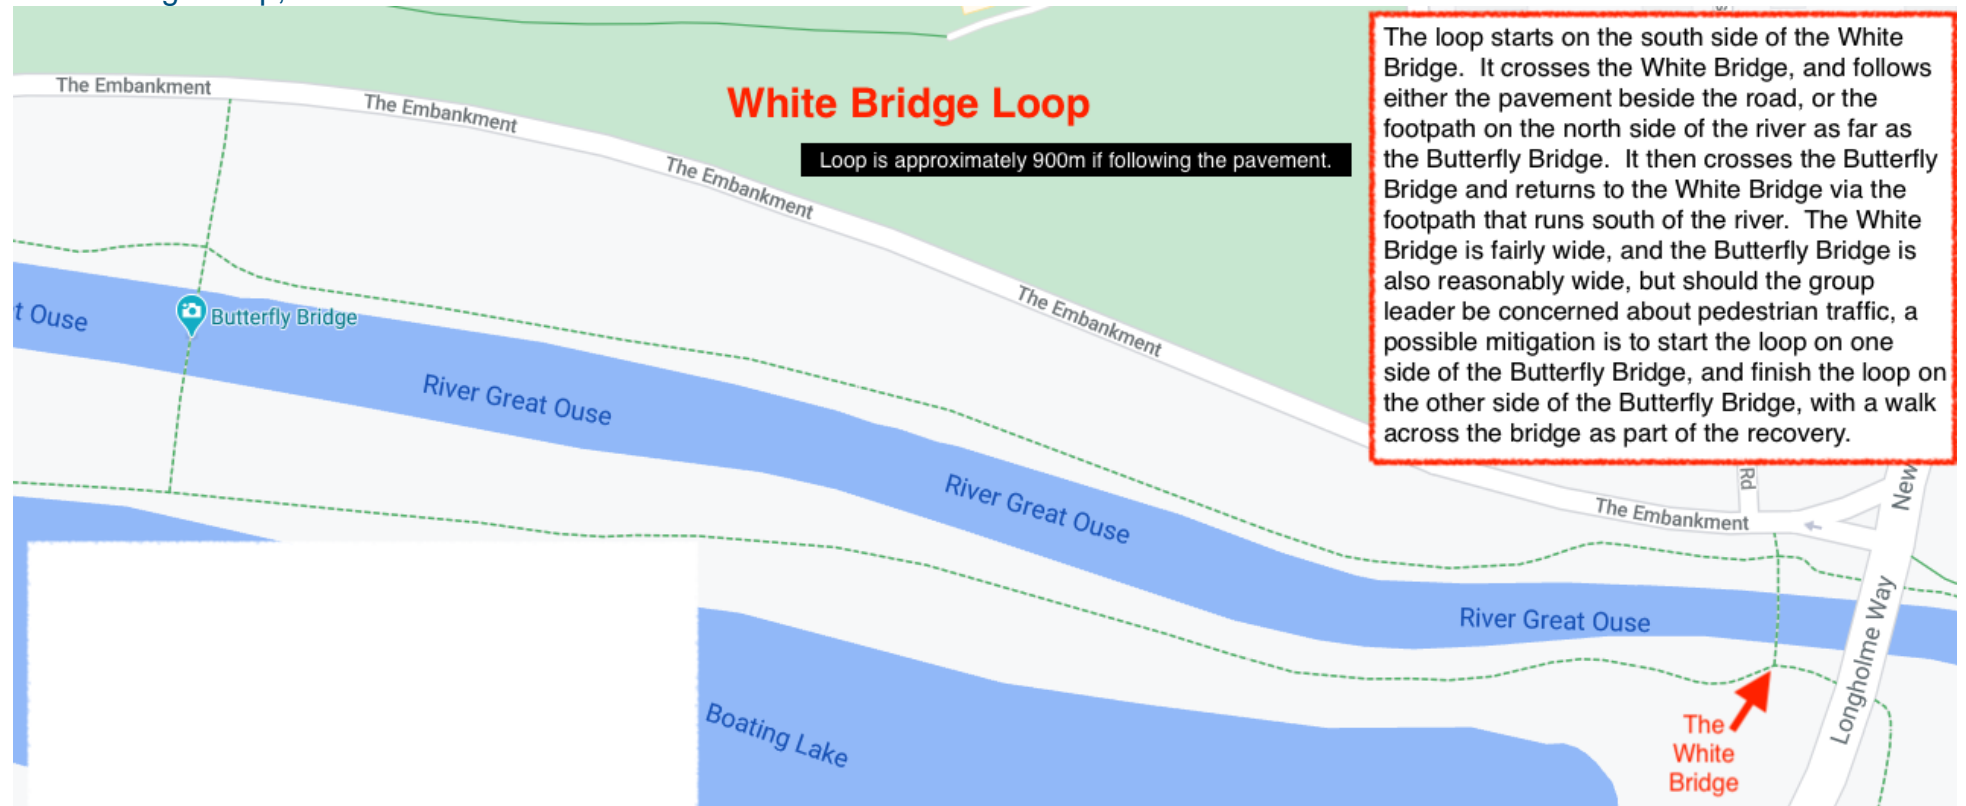 The Embankment
The Embankment
White Bridge Loop
Loop is approximately 900m if following the pavement.
The Embankment
The loop starts on the south side of the White
Bridge.  It crosses the White Bridge, and follows
either the pavement beside the road, or the
footpath on the north side of the river as far as
the Butterfly Bridge.  It then crosses the Butterfly
Bridge and returns to the White Bridge via the
footpath that runs south of the river.  The White
Bridge is fairly wide, and the Butterfly Bridge is
also reasonably wide, but should the group
leader be concerned about pedestrian traffic, a
possible mitigation is to start the loop on one
side of the Butterfly Bridge, and finish the loop on
the other side of the Butterfly Bridge, with a walk
across the bridge as part of the recovery.
The Embankment
t Ouse
Butterfly Bridge
River Great Ouse
River Great Ouse
Rd
New
The Embankment
River Great Ouse
Longholme Way
Boating Lake
The
White
Bridge